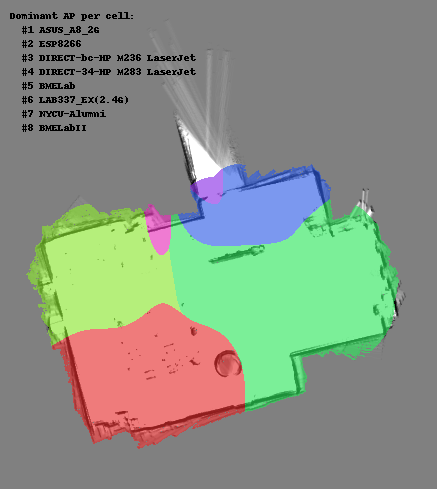 Dominant AP per cell:
#1 ASUS_A8_2G
#2 ESP8266
#3 DIRECT-bc-HP M236 LaserJet
#4 DIRECT-34-HP M283 LaserJet
#5 BMELab
#6 LAB337_EX(2.4G)
#7 NYCU-Alumni
#8 BMELabII